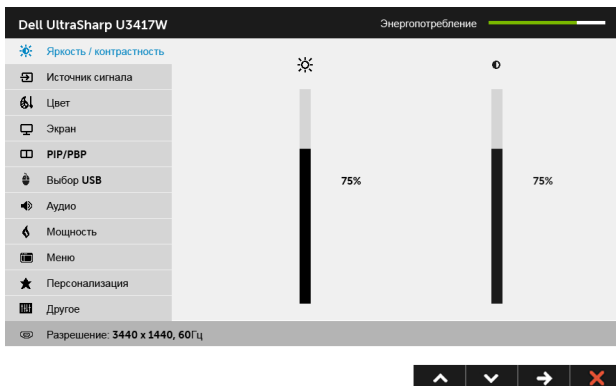 Dell UltraSharp U3417W
Энергопотребление
Яркость / контрастность
Источник сигнала
Цвет
Экран
PIP/PBP
Выбор USB
Аудио
Мощность
Меню
Персонализация
Другое
75%
75%
Разрешение: 3440 x 1440, 60Гц